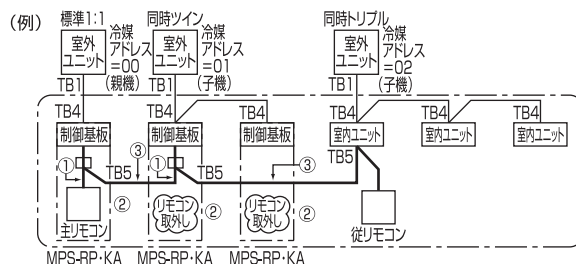 (例)
標準1:1
室外
ユニット
冷媒
アドレス
=00
(親機)
同時ツイン
室外
ユニット
冷媒
アドレス
=01
(子機)
同時トリプル
室外
ユニット
冷媒
アドレス
=02
(子機)
TB1
TB1
TB1
TB4
TB4
TB4
TB4
TB4
制御基板
制御基板
制御基板
室内ユニット
室内ユニット
室内ユニット
① ③ ① TB5 TB5 ③ TB5
主リモコン
②
リモコン
取外し
②
リモコン
取外し
②
従リモコン
MPS-RP・KA MPS-RP・KA MPS-RP・KA